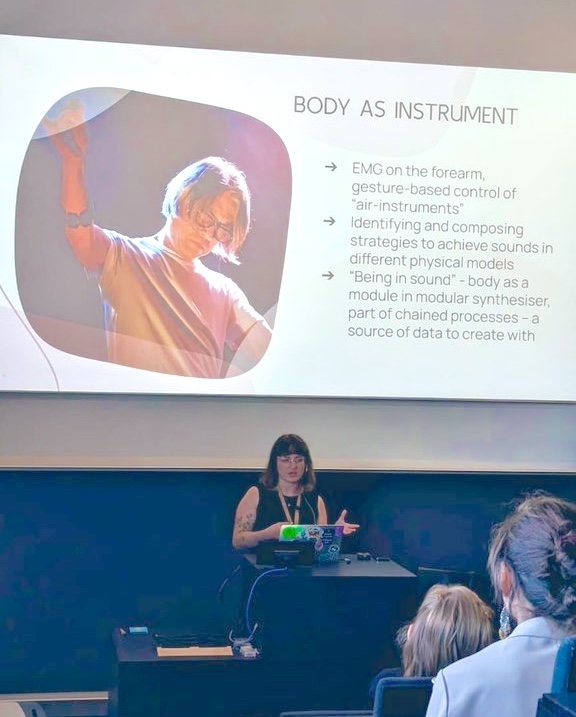 BODY AS INSTRUMENT
➔ EMG on the forearm,
gesture-based control of
“air-instruments”
➔ Identifying and composing
strategies to achieve sounds in
different physical models
➔ “Being in sound” - body as a
module in modular synthesiser,
part of chained processes – a
source of data to create with